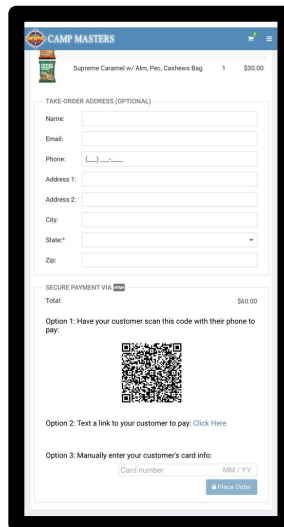 CAMP MASTERS
Supreme Caramel w/ Alm, Pec, Cashews Bag 1 $30.00
TAKE-ORDER ADDRESS (OPTIONAL)
Name:
Email:
Phone: (__) __-____
Address 1:
Address 2:
City:
State:*
Zip:
SECURE PAYMENT VIA stripe
Total: $60.00
Option 1: Have your customer scan this code with their phone to
pay:
Option 2: Text a link to your customer to pay: Click Here
Option 3: Manually enter your customer's card info:
Card number MM / YY
Place Order